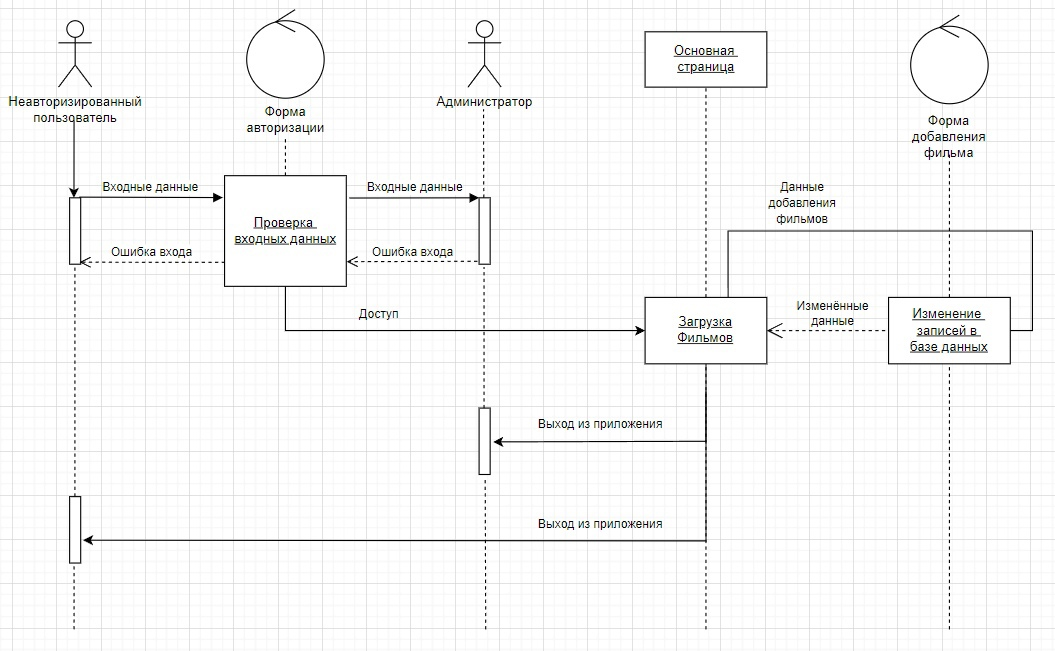 Неавторизированный
пользователь
Форма
авторизации
Администратор
Основная
страница
Форма
добавления
фильма
Входные данные
Входные данные
Проверка
входных данных
Ошибка входа
Ошибка входа
Данные
добавления
фильмов
Доступ
Загрузка
Фильмов
Изменённые
данные
Изменение
записей в
базе данных
Выход из приложения
Выход из приложения